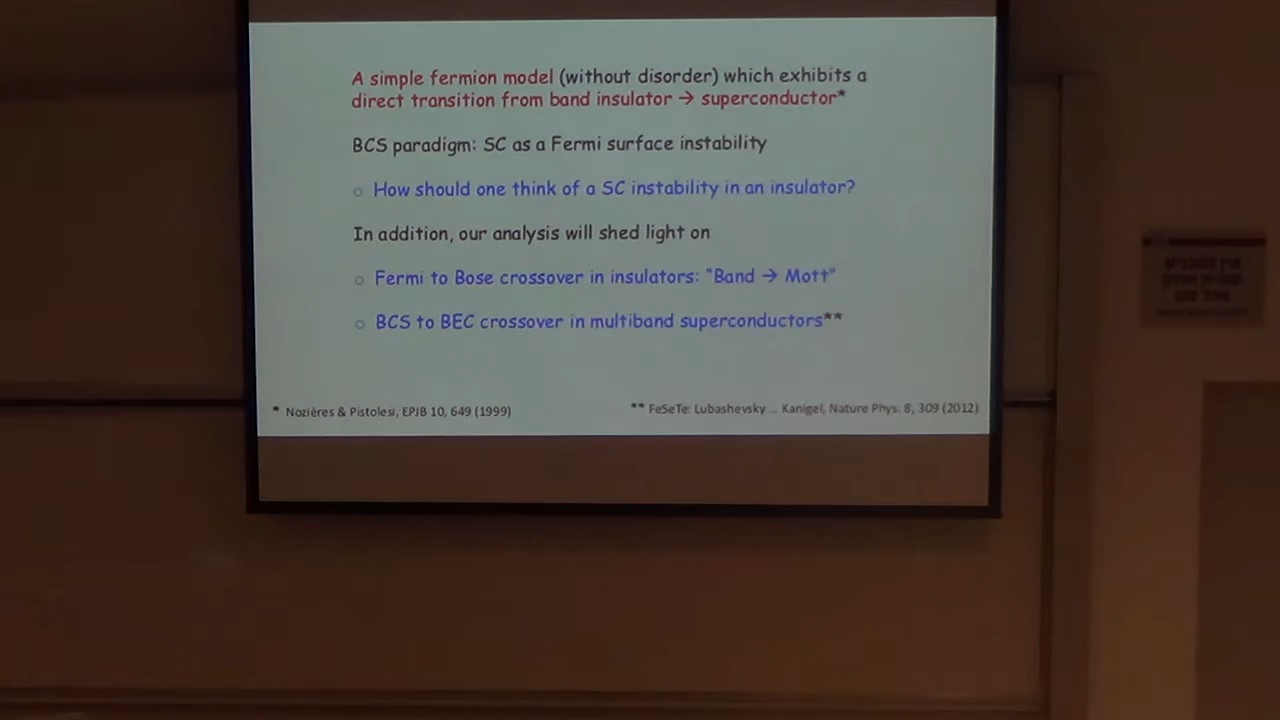 A simple fermion model (without disorder) which exhibits a
direct transition from band insulator → superconductor*
BCS paradigm: SC as a Fermi surface instability
○ How should one think of a SC instability in an insulator?
In addition, our analysis will shed light on
○ Fermi to Bose crossover in insulators: "Band → Mott"
○ BCS to BEC crossover in multiband superconductors**
* Nozières & Pistolesi, EPJB 10, 649 (1999)
** FeSeTe: Lubashevsky ... Kanigel, Nature Phys. 8, 309 (2012)